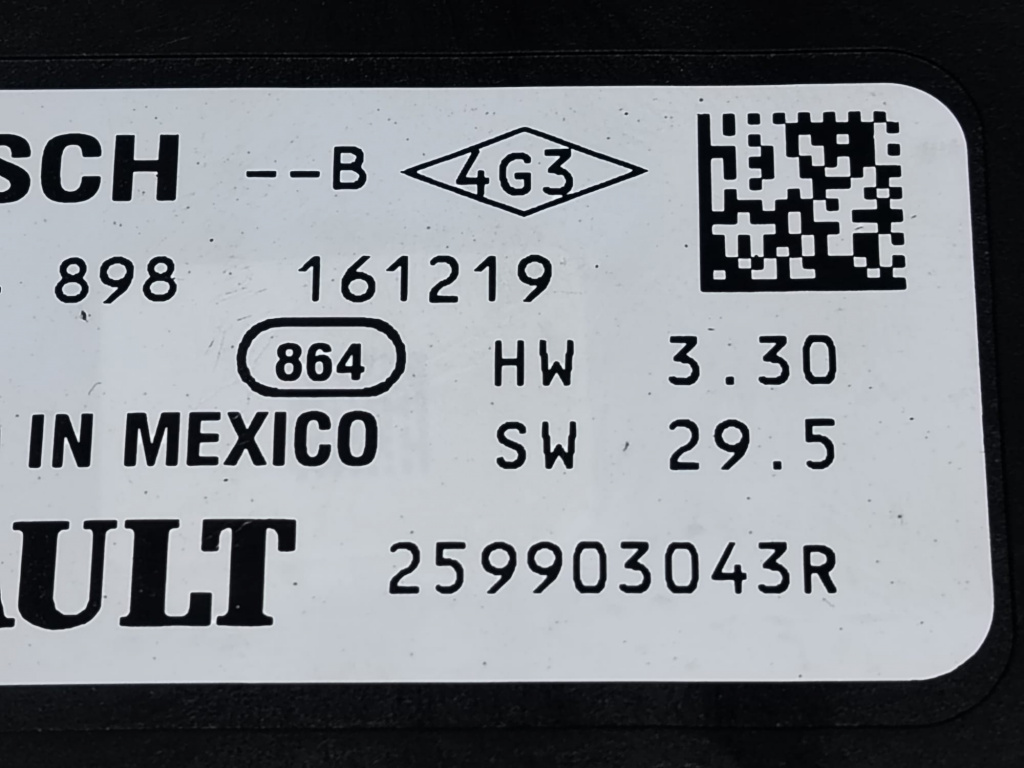 SCH --B 4G3
898 161219
864 HW 3.30
IN MEXICO SW 29.5
AULT 259903043R